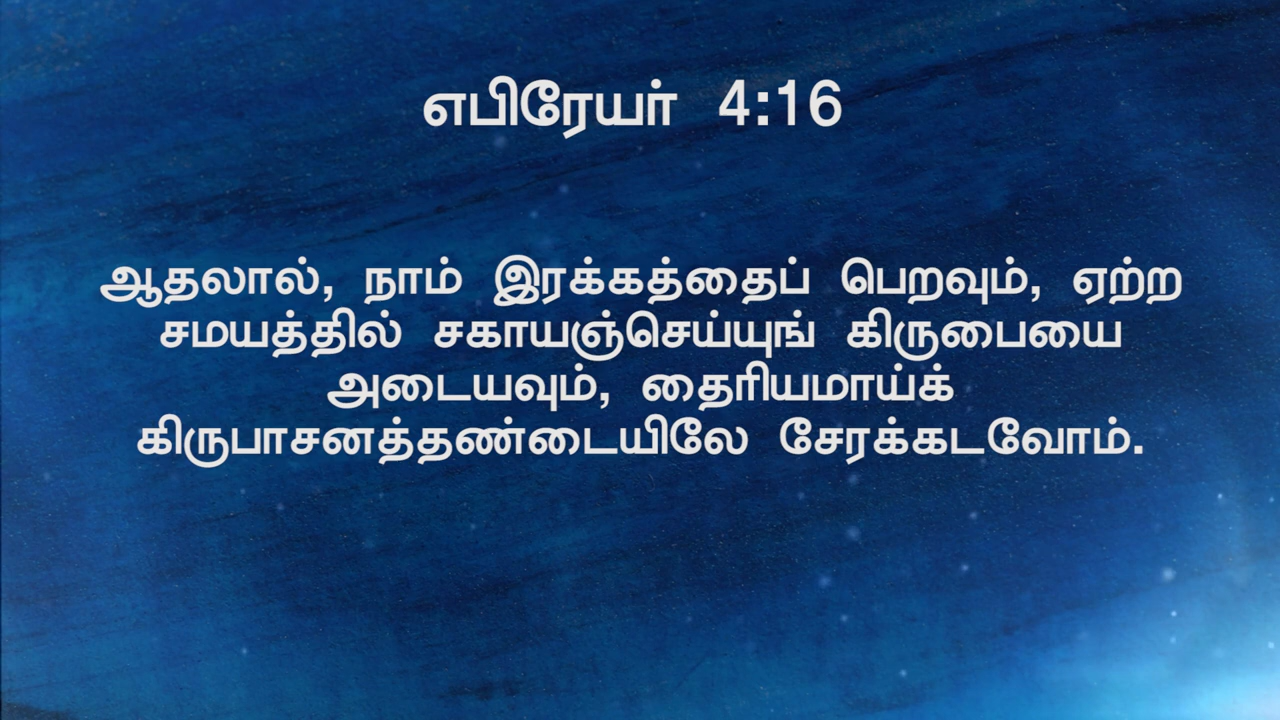 எபிரேயர் 4:16
ஆதலால், நாம் இரக்கத்தைப் பெறவும், ஏற்ற
சமயத்தில் சகாயஞ்செய்யுங் கிருபையை
அடையவும், தைரியமாய்க்
கிருபாசனத்தண்டையிலே சேரக்கடவோம்.